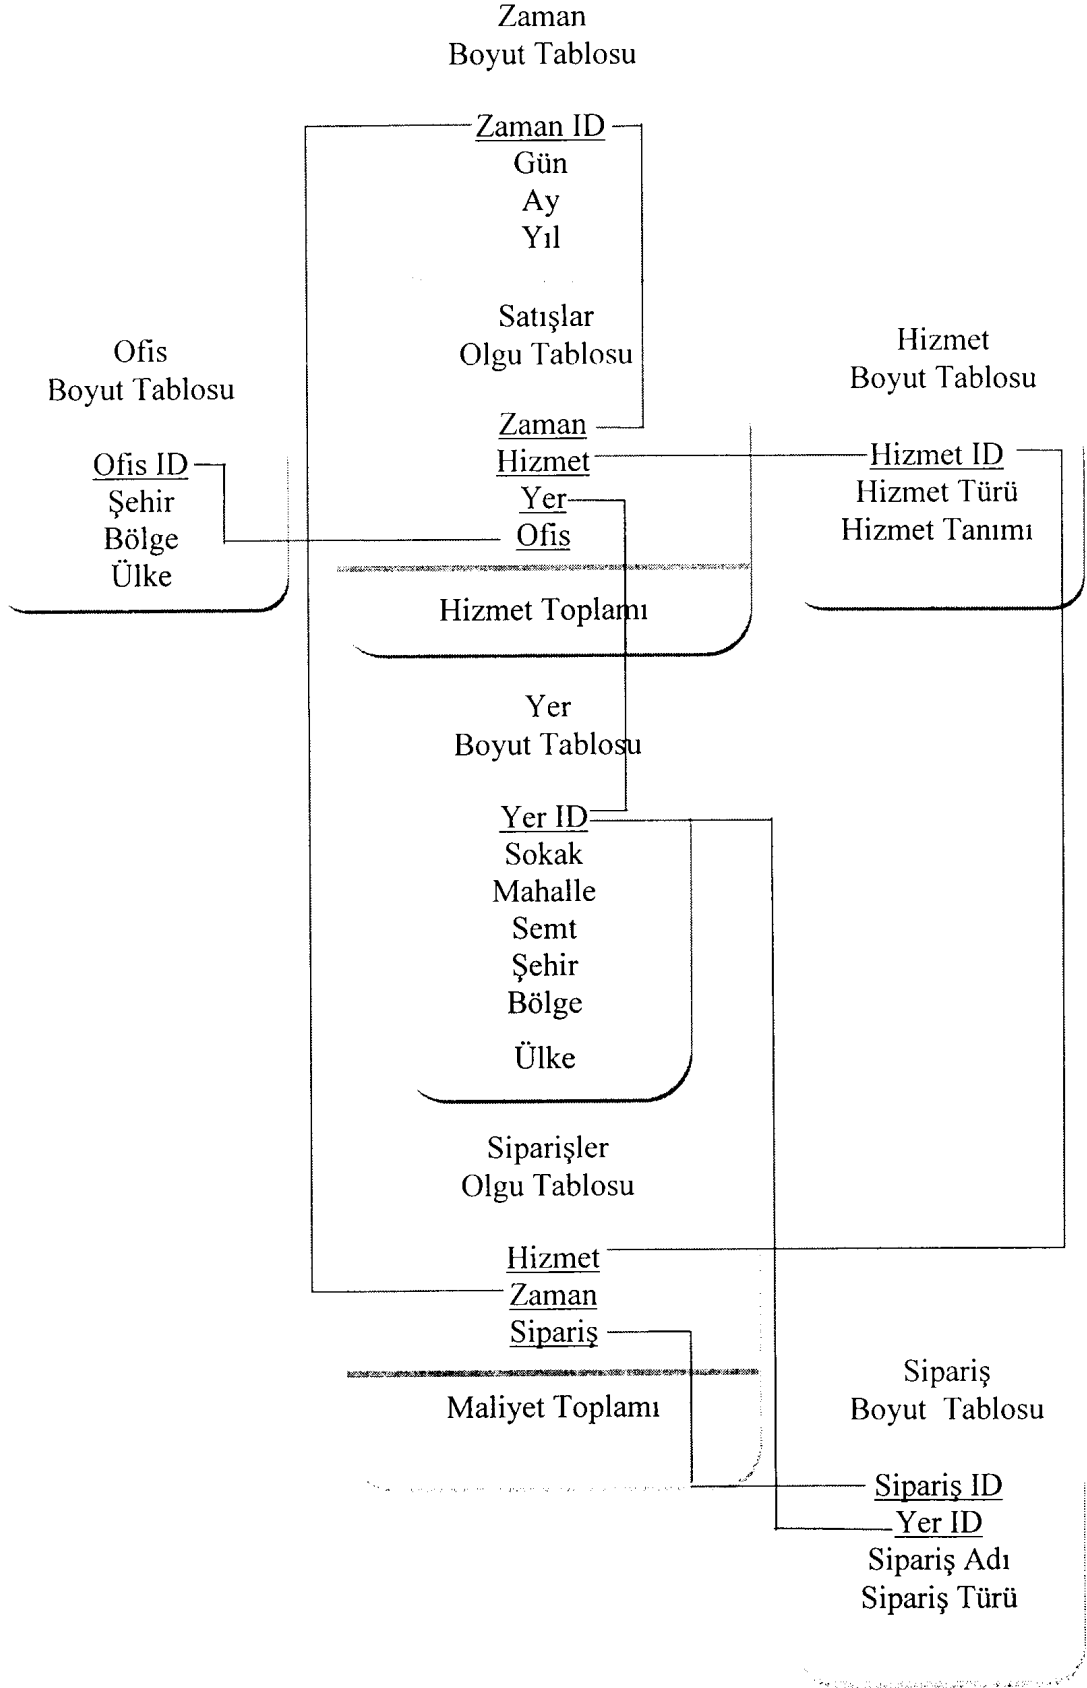 Zaman
Boyut Tablosu
Zaman ID
Gün
Ay
Yıl
Satışlar
Olgu Tablosu
Zaman
Hizmet
Yer
Ofis
Hizmet Toplamı
Ofis
Boyut Tablosu
Ofis ID
Şehir
Bölge
Ülke
Hizmet
Boyut Tablosu
Hizmet ID
Hizmet Türü
Hizmet Tanımı
Yer
Boyut Tablosu
Yer ID
Sokak
Mahalle
Semt
Şehir
Bölge
Ülke
Siparişler
Olgu Tablosu
Hizmet
Zaman
Sipariş
Maliyet Toplamı
Sipariş
Boyut Tablosu
Sipariş ID
Yer ID
Sipariş Adı
Sipariş Türü